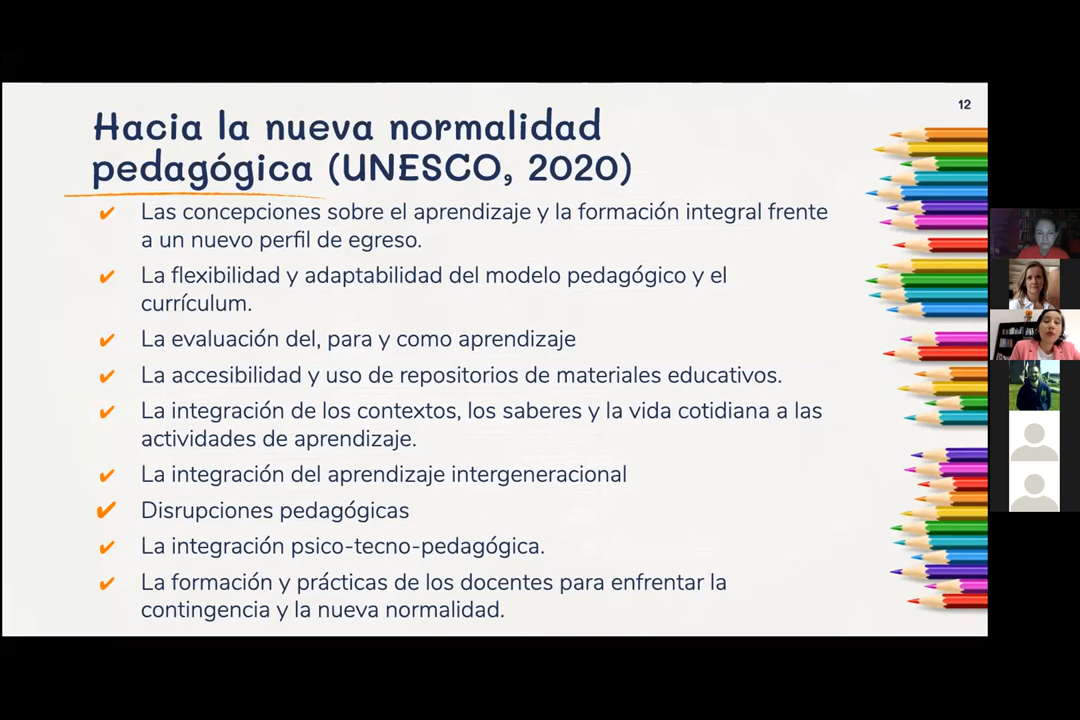 12
Hacia la nueva normalidad
pedagógica (UNESCO, 2020)
✔ Las concepciones sobre el aprendizaje y la formación integral frente
a un nuevo perfil de egreso.
✔ La flexibilidad y adaptabilidad del modelo pedagógico y el
currículum.
✔ La evaluación del, para y como aprendizaje
✔ La accesibilidad y uso de repositorios de materiales educativos.
✔ La integración de los contextos, los saberes y la vida cotidiana a las
actividades de aprendizaje.
✔ La integración del aprendizaje intergeneracional
✔ Disrupciones pedagógicas
✔ La integración psico-tecno-pedagógica.
✔ La formación y prácticas de los docentes para enfrentar la
contingencia y la nueva normalidad.